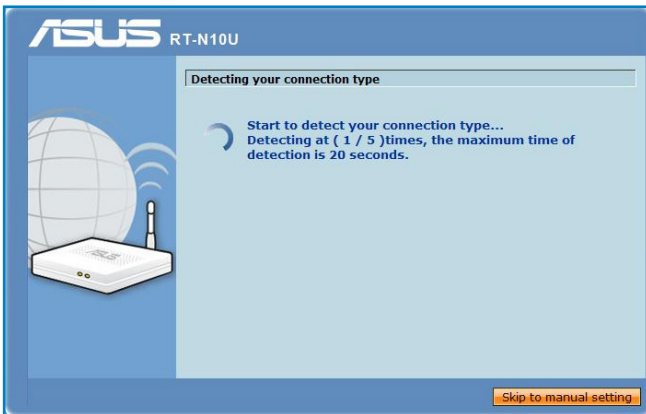 ASUS RT-N10U
Detecting your connection type
Start to detect your connection type...
Detecting at ( 1 / 5 )times, the maximum time of
detection is 20 seconds.
ASUS
Skip to manual setting